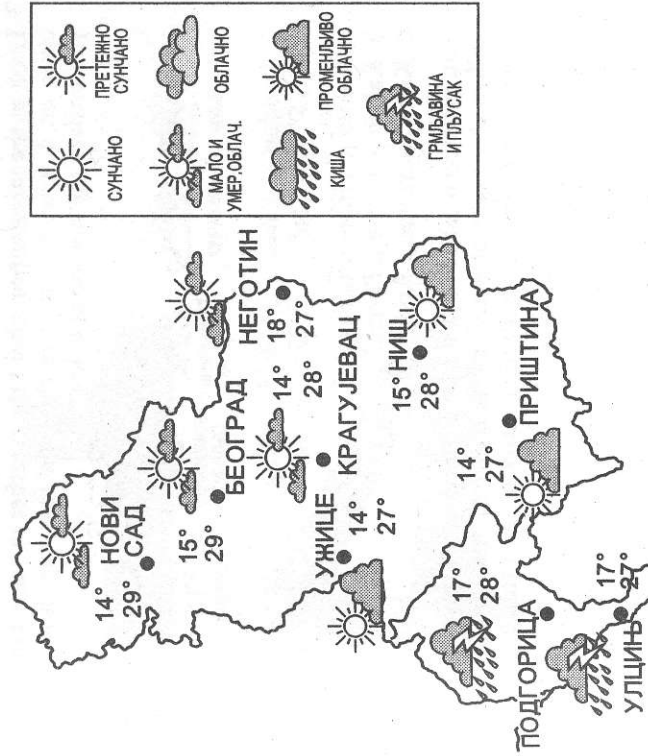 НОВИ
САД
14°
29°
БЕОГРАД
15°
29°
НЕГОТИН
18°
27°
14°
28°
КРАГУЈЕВАЦ
УЖИЦЕ
14°
27°
15°
НИШ
28°
14°
27°
ПРИШТИНА
17°
28°
ПОДГОРИЦА
17°
27°
УЛЦИЊ
СУНЧАНО
ПРЕТЕЖНО
СУНЧАНО
МАЛО И
УМЕР.ОБЛАЧ.
ОБЛАЧНО
КИША
ПРОМЕНЉИВО
ОБЛАЧНО
ГРМЉАВИНА
И ПЉУСАК